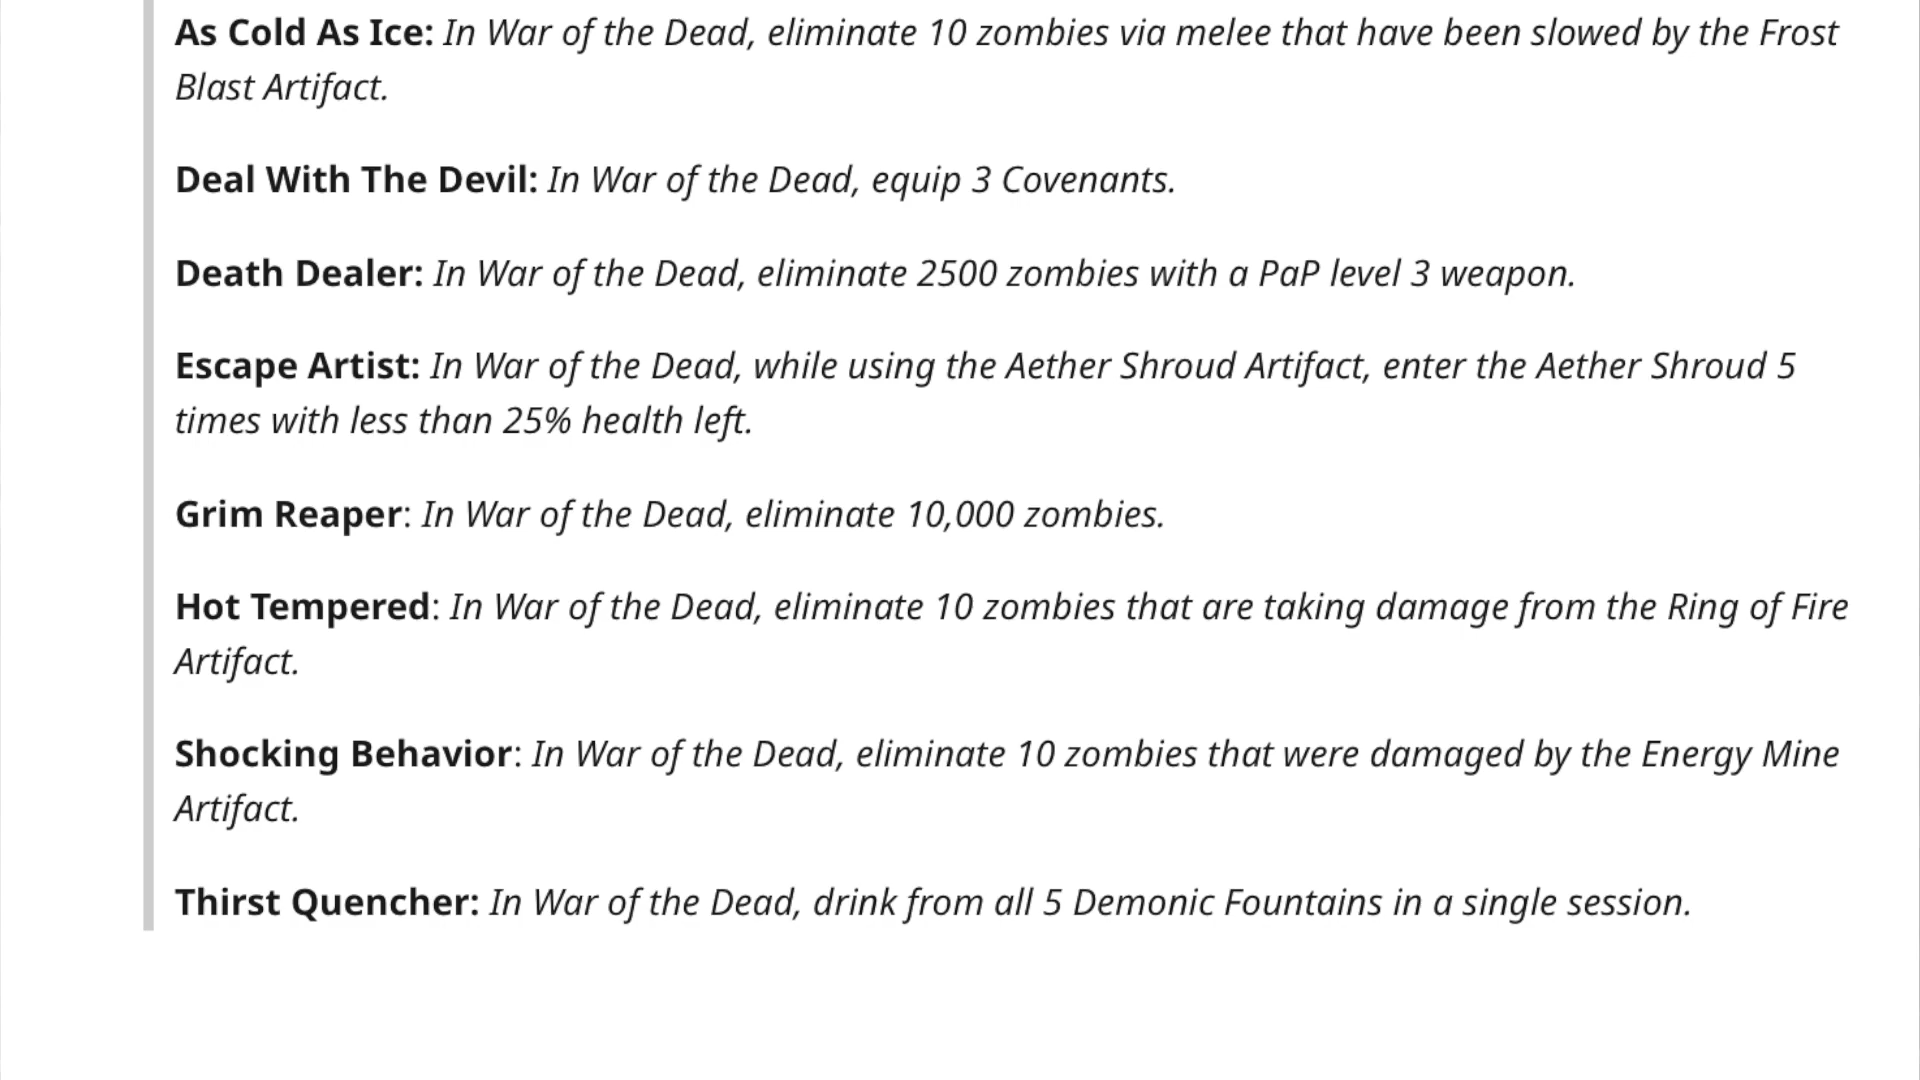 As Cold As Ice: In War of the Dead, eliminate 10 zombies via melee that have been slowed by the Frost
Blast Artifact.
Deal With The Devil: In War of the Dead, equip 3 Covenants.
Death Dealer: In War of the Dead, eliminate 2500 zombies with a PaP level 3 weapon.
Escape Artist: In War of the Dead, while using the Aether Shroud Artifact, enter the Aether Shroud 5
times with less than 25% health left.
Grim Reaper: In War of the Dead, eliminate 10,000 zombies.
Hot Tempered: In War of the Dead, eliminate 10 zombies that are taking damage from the Ring of Fire
Artifact.
Shocking Behavior: In War of the Dead, eliminate 10 zombies that were damaged by the Energy Mine
Artifact.
Thirst Quencher: In War of the Dead, drink from all 5 Demonic Fountains in a single session.